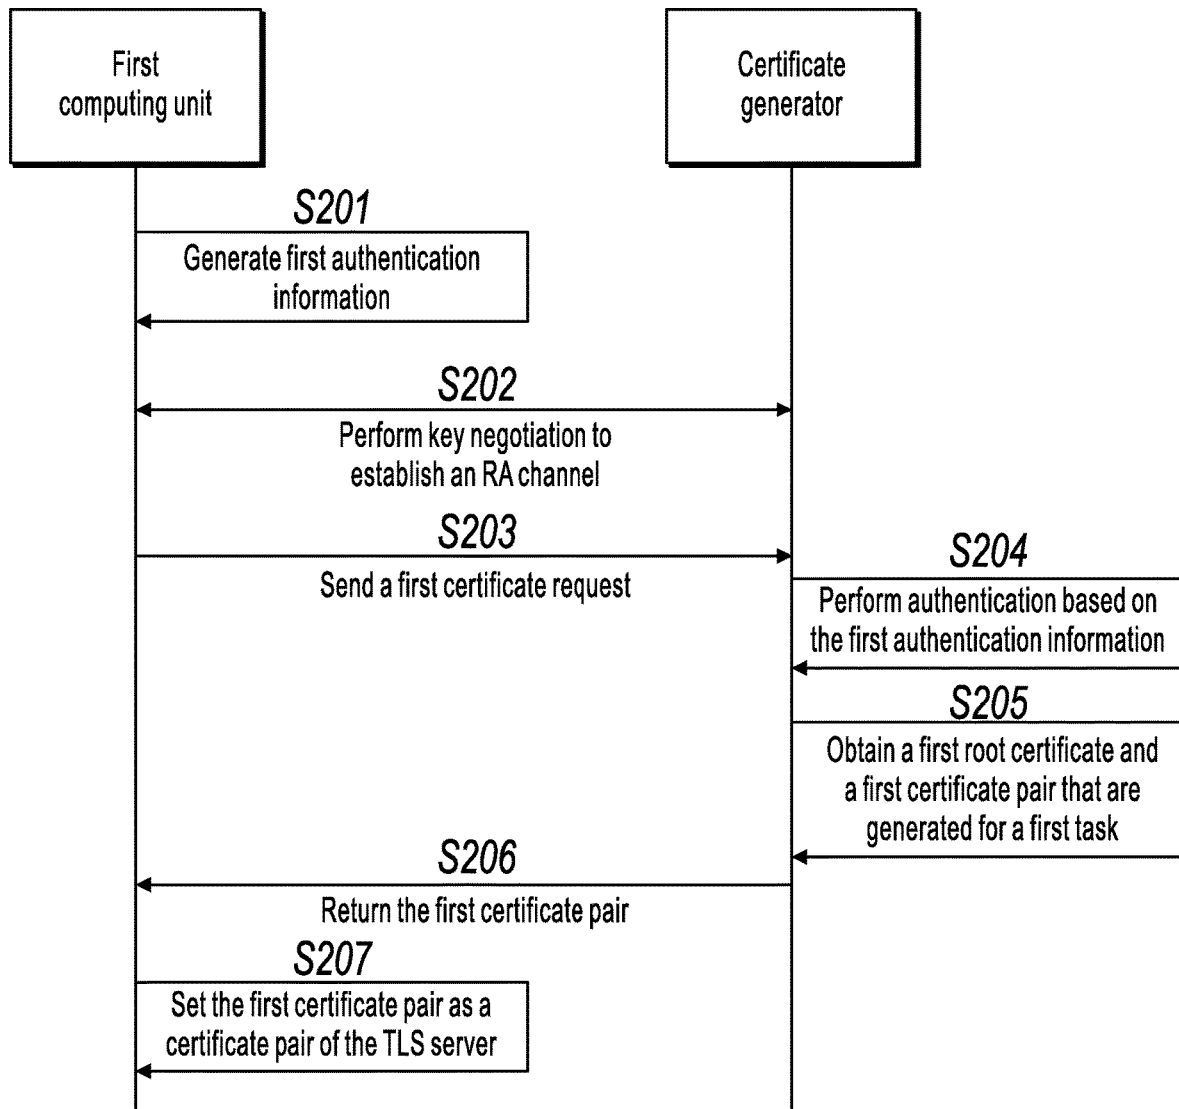 First
computing unit
Certificate
generator
S201
Generate first authentication
information
S202
Perform key negotiation to
establish an RA channel
S203
Send a first certificate request
S204
Perform authentication based on
the first authentication information
S205
Obtain a first root certificate and
a first certificate pair that are
generated for a first task
S206
Return the first certificate pair
S207
Set the first certificate pair as a
certificate pair of the TLS server